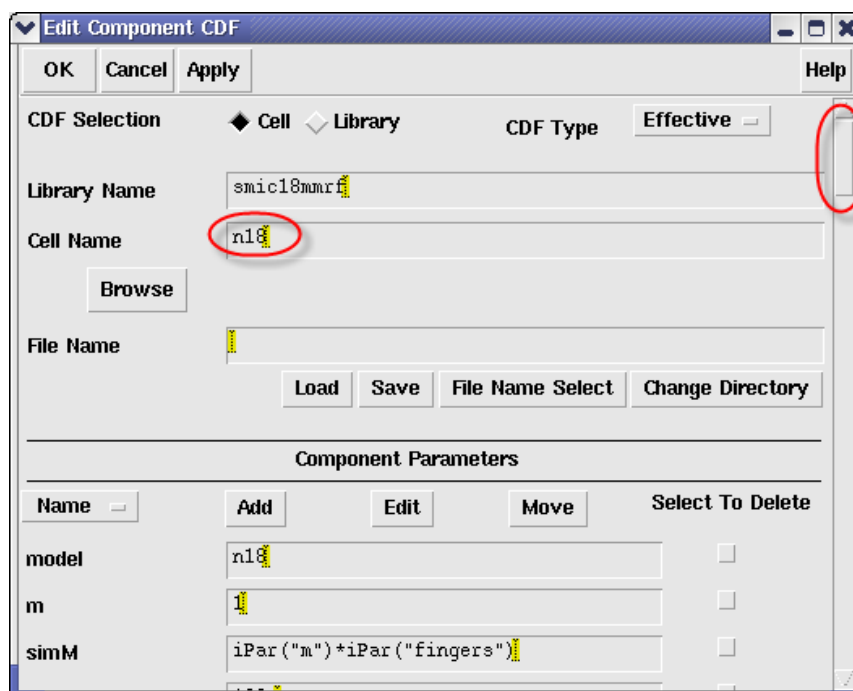 Edit Component CDF
OK Cancel Apply Help
CDF Selection Cell Library CDF Type Effective
Library Name smic18mmrf
Cell Name n18
Browse
File Name
Load Save File Name Select Change Directory
Component Parameters
Name Add Edit Move Select To Delete
model n18
m 1
simM iPar("m")*iPar("fingers")